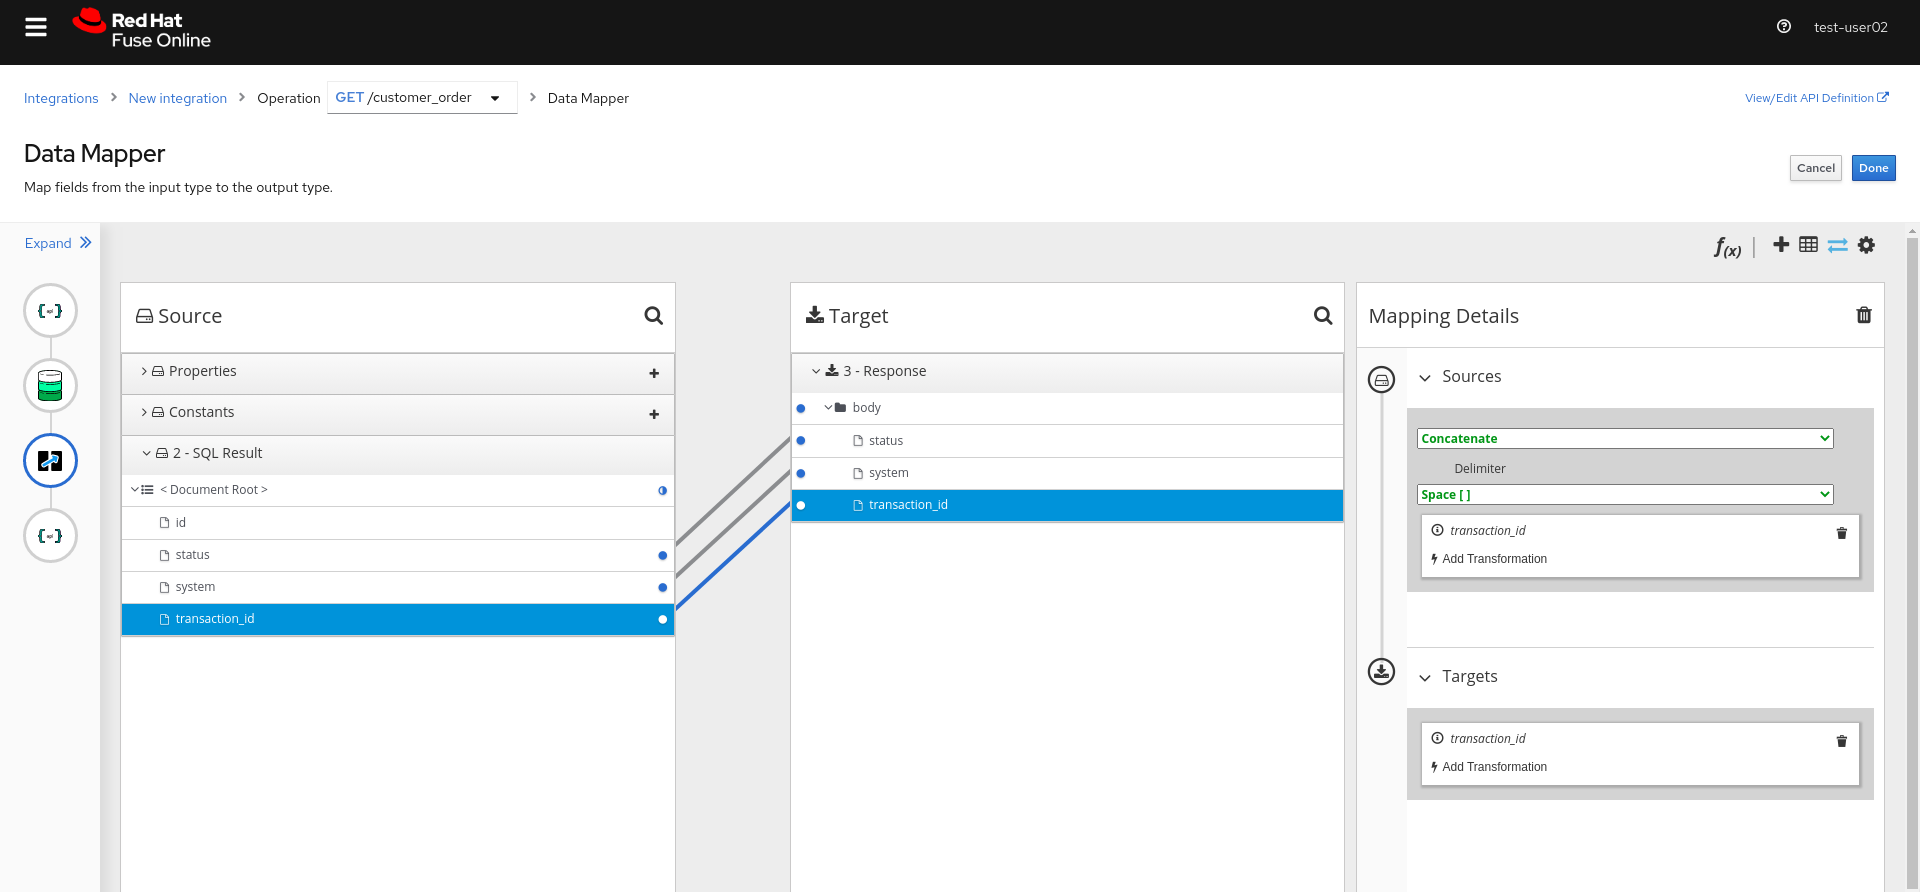 Red Hat
Fuse Online
test-user02
Integrations
New integration
Operation
GET /customer_order
Data Mapper
View/Edit API Definition
Data Mapper
Map fields from the input type to the output type.
Cancel
Done
Expand
f(x)
Source
Properties
Constants
2 - SQL Result
< Document Root >
id
status
system
transaction_id
Target
3 - Response
body
status
system
transaction_id
Mapping Details
Sources
Concatenate
Delimiter
Space [ ]
transaction_id
Add Transformation
Targets
transaction_id
Add Transformation